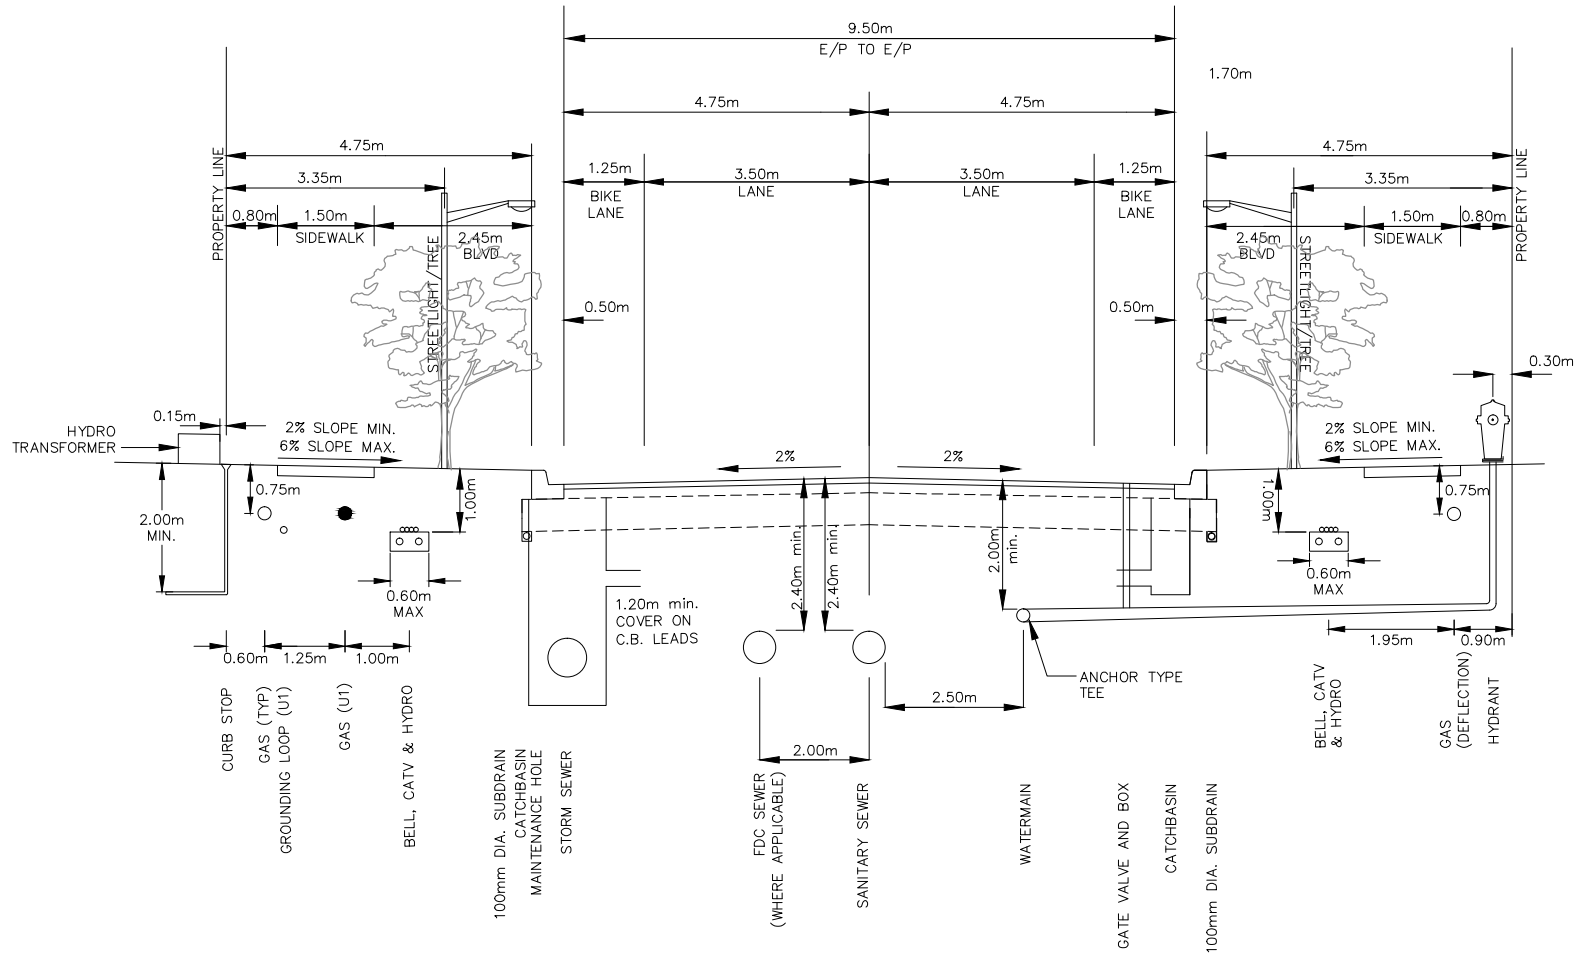 9.50m
E/P TO E/P
1.70m
4.75m
4.75m
4.75m
4.75m
PROPERTY LINE
PROPERTY LINE
3.35m
1.25m
BIKE
LANE
3.50m
LANE
3.50m
LANE
1.25m
BIKE
LANE
3.35m
0.80m
1.50m
SIDEWALK
2.45m
BLVD
2.45m
BLVD
1.50m
SIDEWALK
0.80m
STREETLIGHT/TREE
STREETLIGHT/TREE
0.50m
0.50m
0.30m
0.15m
HYDRO
TRANSFORMER
2% SLOPE MIN.
6% SLOPE MAX.
2%
2%
2% SLOPE MIN.
6% SLOPE MAX.
0.75m
1.00m
2.00m
MIN.
2.40m min.
2.40m min.
2.00m
min.
1.00m
0.75m
0.60m
MAX
0.60m
MAX
1.20m min.
COVER ON
C.B. LEADS
0.60m
1.25m
1.00m
1.95m
0.90m
ANCHOR TYPE
TEE
2.50m
2.00m
CURB STOP
GAS (TYP)
GROUNDING LOOP (U1)
GAS (U1)
BELL, CATV & HYDRO
100mm DIA. SUBDRAIN
CATCHBASIN
MAINTENANCE HOLE
STORM SEWER
FDC SEWER
(WHERE APPLICABLE)
SANITARY SEWER
WATERMAIN
GATE VALVE AND BOX
CATCHBASIN
100mm DIA. SUBDRAIN
BELL, CATV
& HYDRO
GAS
(DEFLECTION)
HYDRANT